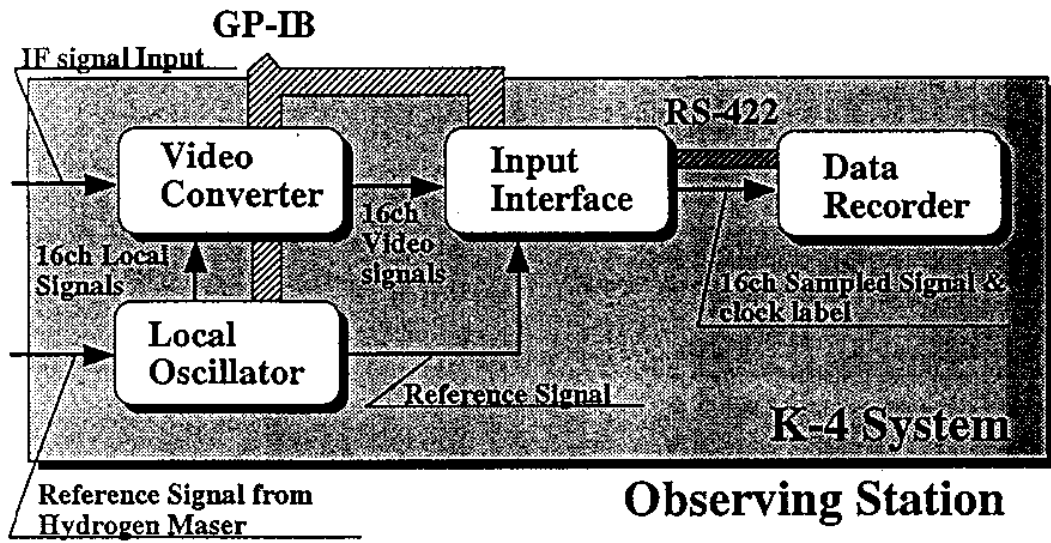 GP-IB
IF signal Input
RS-422
Video
Converter
Input
Interface
Data
Recorder
16ch Local
Signals
16ch
Video
signals
16ch Sampled Signal &
clock label
Local
Oscillator
Reference Signal
K-4 System
Reference Signal from
Hydrogen Maser
Observing Station